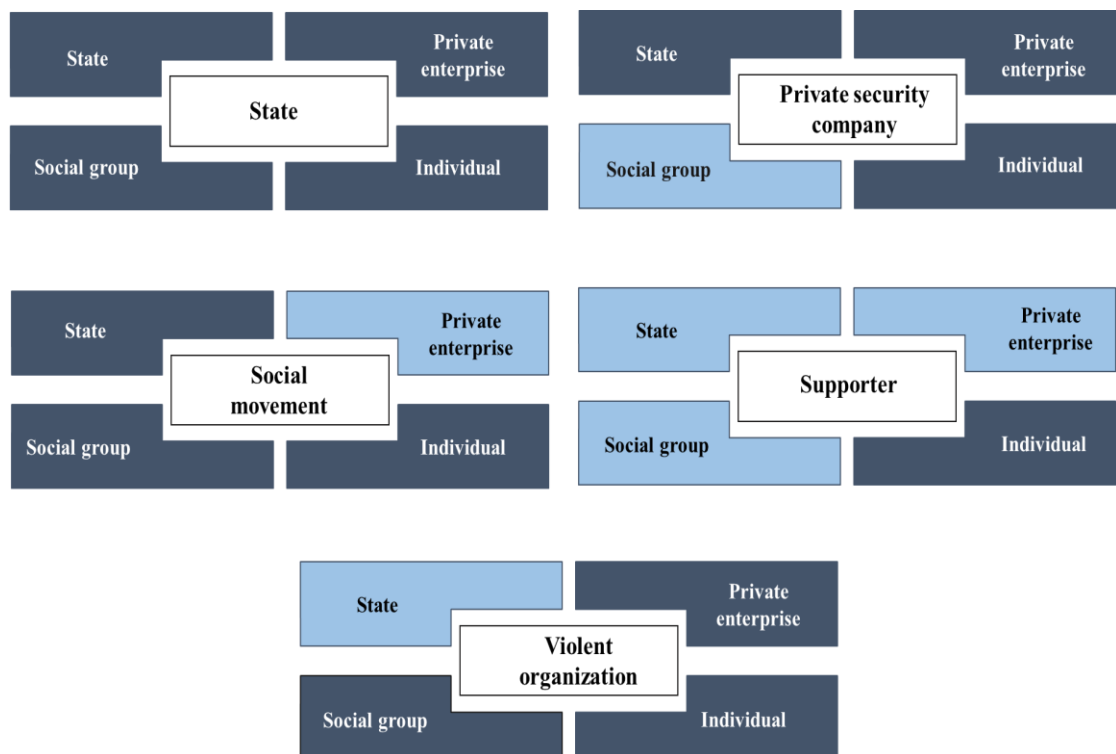 State
Private
enterprise
State
Social group
Individual
State
Private
enterprise
Private security
company
Social group
Individual
State
Private
enterprise
Social
movement
Social group
Individual
State
Private
enterprise
Supporter
Social group
Individual
State
Private
enterprise
Violent
organization
Social group
Individual